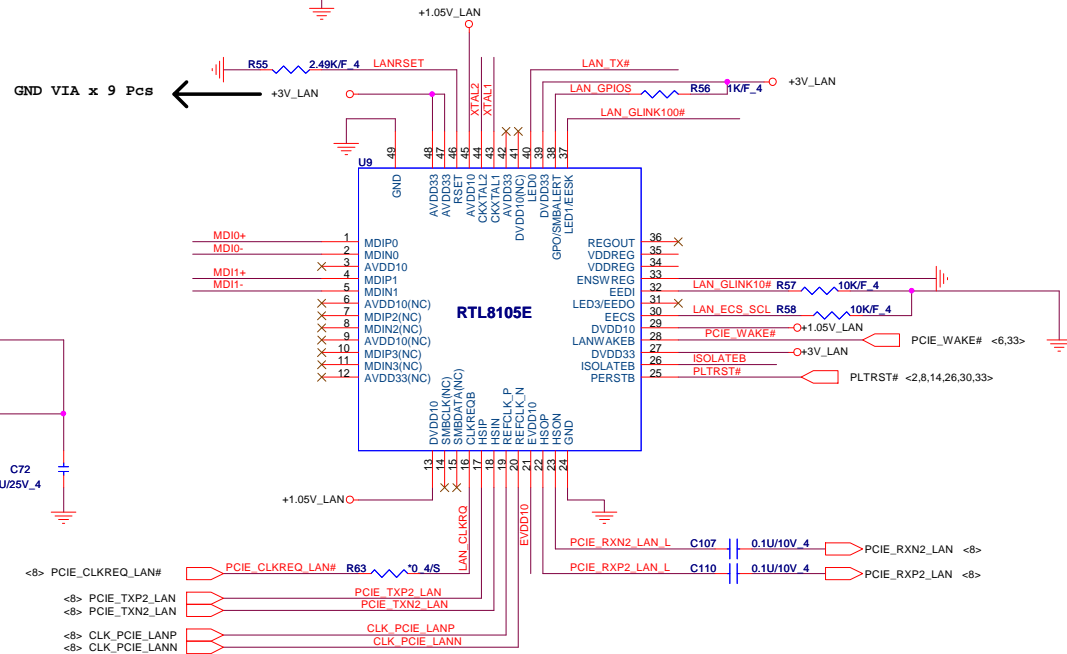 +1.05V_LAN
R55 2.49K/F_4 LANRSET
LAN_TX#
GND VIA x 9 Pcs
+3V_LAN
XTAL2
XTAL1
LAN_GPIOS R56 1K/F_4
+3V_LAN
LAN_GLINK100#
49 48 47 46 45 44 43 42 41 40 39 38 37
U9
GND
AVDD33
AVDD33
RSET
AVDD10
CKXTAL2
CKXTAL1
AVDD33
DVDD10(NC)
LED0
DVDD33
GPO/SMBALERT
LED1/EESK
MDI0+ 1 MDIP0
MDI0- 2 MDIN0
3 AVDD10
MDI1+ 4 MDIP1
MDI1- 5 MDIN1
6 AVDD10(NC)
7 MDIP2(NC)
8 MDIN2(NC)
9 AVDD10(NC)
10 MDIP3(NC)
11 MDIN3(NC)
12 AVDD33(NC)
RTL8105E
REGOUT 36
VDDREG 35
VDDREG 34
ENSWREG 33
EEDI 32 LAN_GLINK10# R57 10K/F_4
LED3/EEDO 31
EECS 30 LAN_ECS_SCL R58 10K/F_4
DVDD10 29 +1.05V_LAN
LANWAKEB 28 PCIE_WAKE# PCIE_WAKE# <6,33>
DVDD33 27 +3V_LAN
ISOLATEB 26 ISOLATEB
PERSTB 25 PLTRST# PLTRST# <2,8,14,26,30,33>
DVDD10
SMBCLK(NC)
SMBDATA(NC)
CLKREQB
HSIP
HSIN
REFCLK_P
REFCLK_N
EVDD10
HSOP
HSON
GND
13 14 15 16 17 18 19 20 21 22 23 24
C72
U/25V_4
+1.05V_LAN
LAN_CLKRQ
EVDD10
PCIE_RXN2_LAN_L C107 0.1U/10V_4 PCIE_RXN2_LAN <8>
PCIE_RXP2_LAN_L C110 0.1U/10V_4 PCIE_RXP2_LAN <8>
<8> PCIE_CLKREQ_LAN# PCIE_CLKREQ_LAN# R63 *0_4/S
<8> PCIE_TXP2_LAN PCIE_TXP2_LAN
<8> PCIE_TXN2_LAN PCIE_TXN2_LAN
<8> CLK_PCIE_LANP CLK_PCIE_LANP
<8> CLK_PCIE_LANN CLK_PCIE_LANN